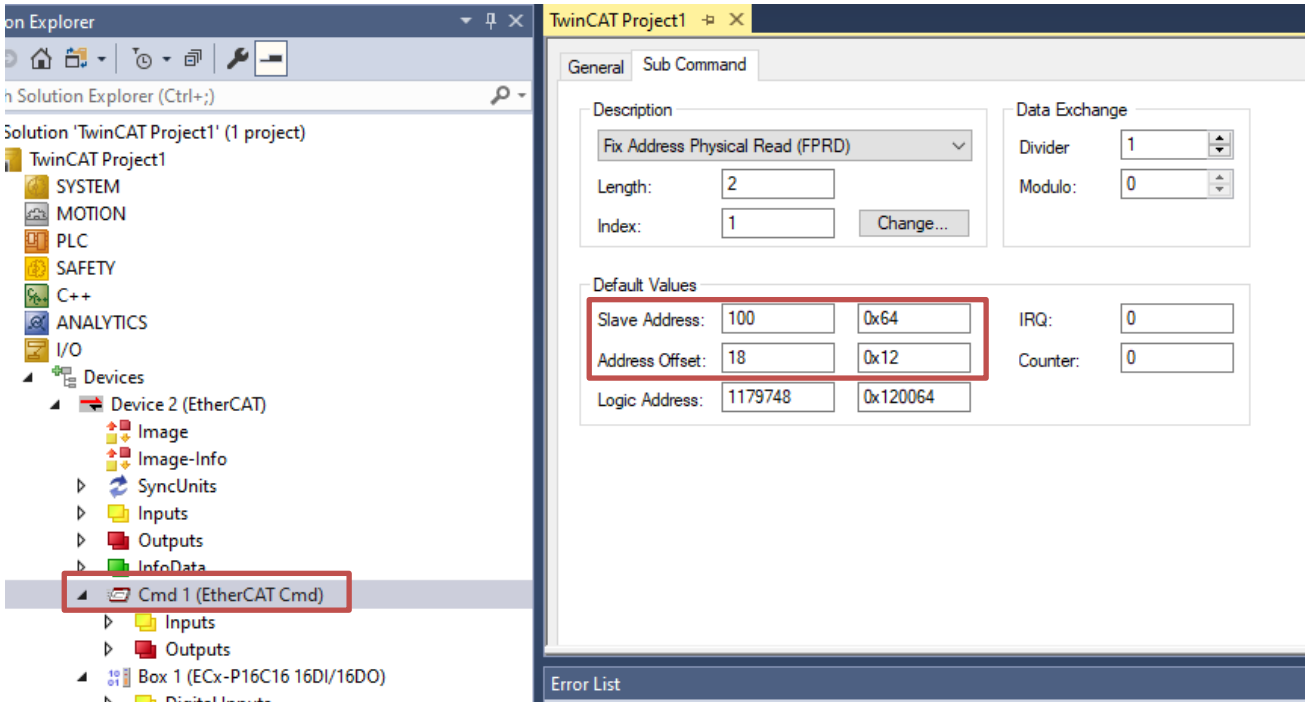 on Explorer
h Solution Explorer (Ctrl+;)
Solution 'TwinCAT Project1' (1 project)
TwinCAT Project1
SYSTEM
MOTION
PLC
SAFETY
C++
ANALYTICS
I/O
Devices
Device 2 (EtherCAT)
Image
Image-Info
SyncUnits
Inputs
Outputs
InfoData
Cmd 1 (EtherCAT Cmd)
Inputs
Outputs
Box 1 (ECx-P16C16 16DI/16DO)
TwinCAT Project1
General Sub Command
Description
Fix Address Physical Read (FPRD)
Length: 2
Index: 1 Change...
Data Exchange
Divider 1
Modulo: 0
Default Values
Slave Address: 100 0x64 IRQ: 0
Address Offset: 18 0x12 Counter: 0
Logic Address: 1179748 0x120064
Error List